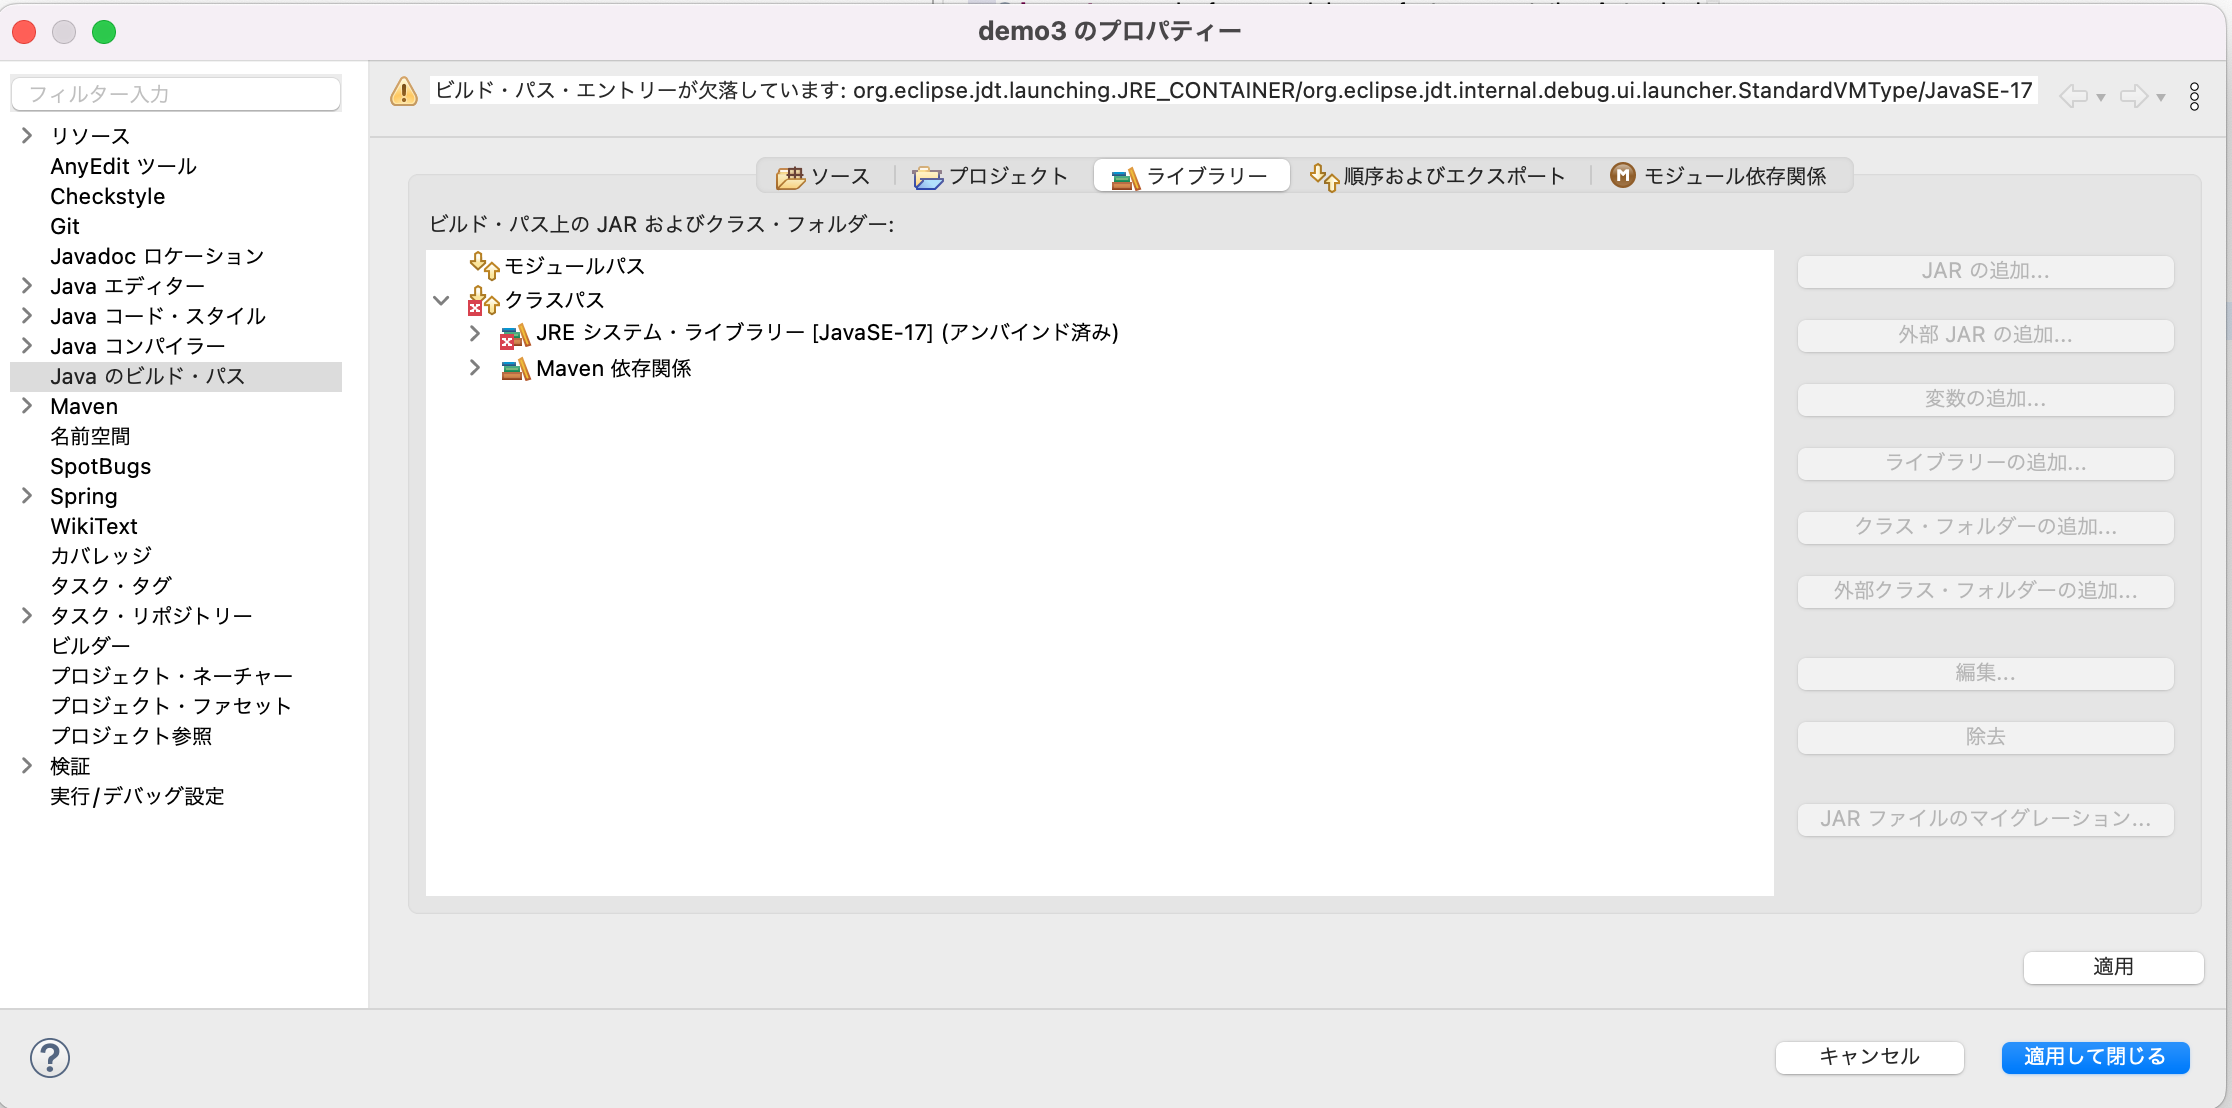 demo3 のプロパティー
フィルター入力
リソース
AnyEdit ツール
Checkstyle
Git
Javadoc ロケーション
Java エディター
Java コード・スタイル
Java コンパイラー
Java のビルド・パス
Maven
名前空間
SpotBugs
Spring
WikiText
カバレッジ
タスク・タグ
タスク・リポジトリー
ビルダー
プロジェクト・ネーチャー
プロジェクト・ファセット
プロジェクト参照
検証
実行/デバッグ設定
ビルド・パス・エントリーが欠落しています: org.eclipse.jdt.launching.JRE_CONTAINER/org.eclipse.jdt.internal.debug.ui.launcher.StandardVMType/JavaSE-17
ソース プロジェクト ライブラリー 順序およびエクスポート M モジュール依存関係
ビルド・パス上の JAR およびクラス・フォルダー:
モジュールパス
クラスパス
JRE システム・ライブラリー [JavaSE-17] (アンバインド済み)
Maven 依存関係
JAR の追加...
外部 JAR の追加...
変数の追加...
ライブラリーの追加...
クラス・フォルダーの追加...
外部クラス・フォルダーの追加...
編集...
除去
JAR ファイルのマイグレーション...
適用
?
キャンセル
適用して閉じる